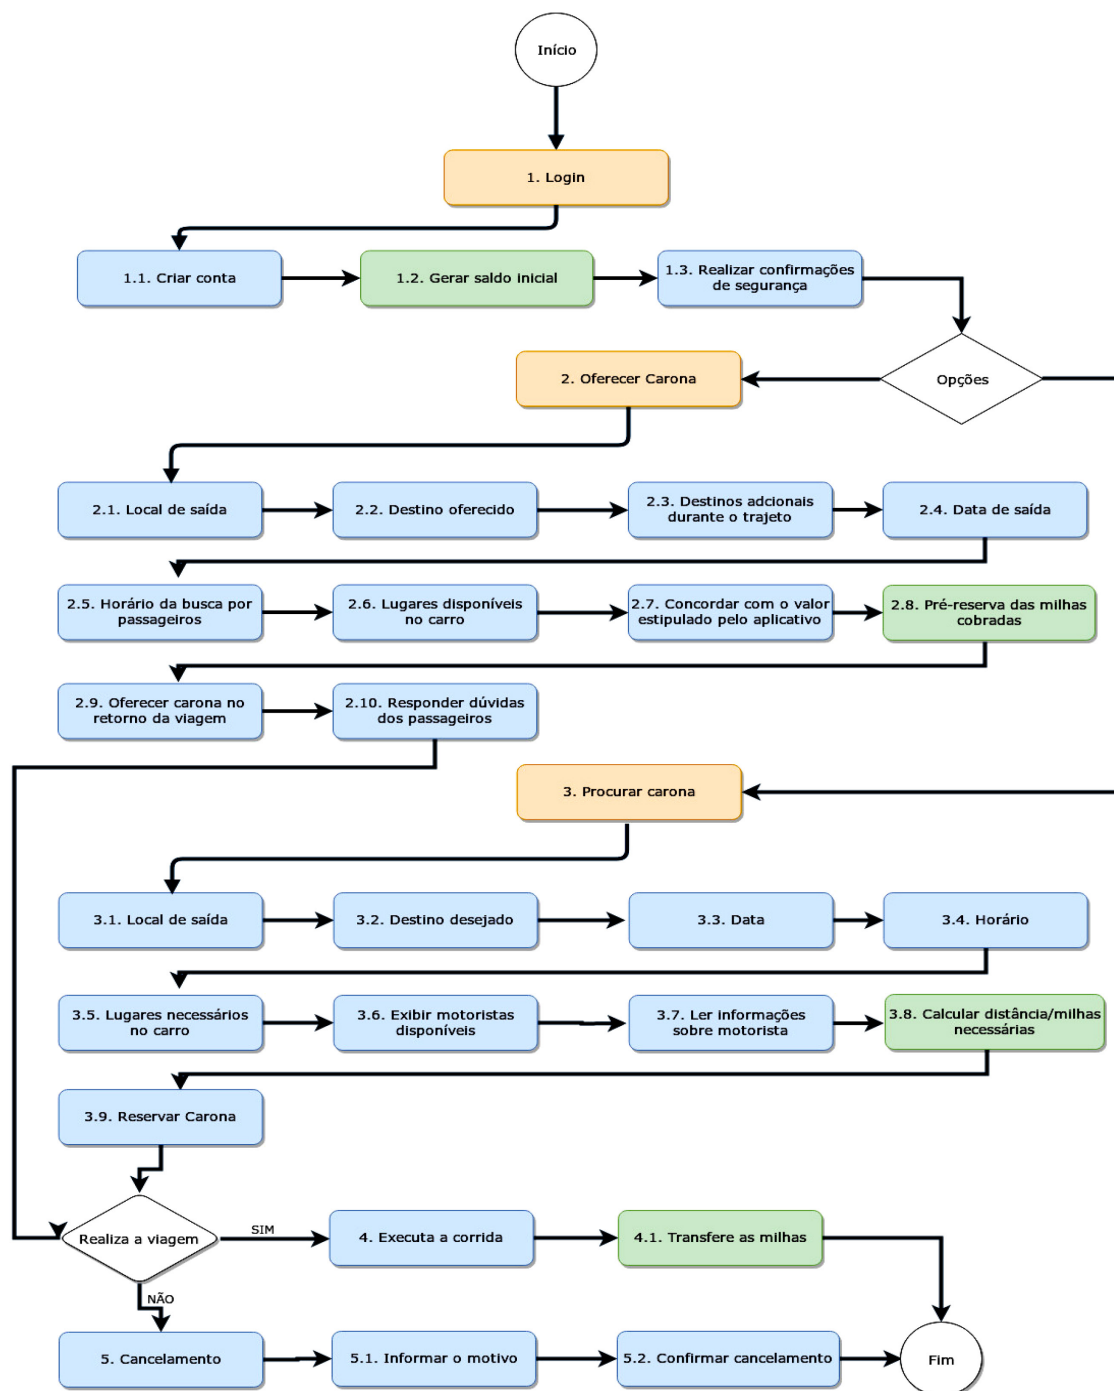 Início
1. Login
1.1. Criar conta
1.2. Gerar saldo inicial
1.3. Realizar confirmações
de segurança
Opções
2. Oferecer Carona
2.1. Local de saída
2.2. Destino oferecido
2.3. Destinos adcionais
durante o trajeto
2.4. Data de saída
2.5. Horário da busca por
passageiros
2.6. Lugares disponíveis
no carro
2.7. Concordar com o valor
estipulado pelo aplicativo
2.8. Pré-reserva das milhas
cobradas
2.9. Oferecer carona no
retorno da viagem
2.10. Responder dúvidas
dos passageiros
3. Procurar carona
3.1. Local de saída
3.2. Destino desejado
3.3. Data
3.4. Horário
3.5. Lugares necessários
no carro
3.6. Exibir motoristas
disponíveis
3.7. Ler informações
sobre motorista
3.8. Calcular distância/milhas
necessárias
3.9. Reservar Carona
Realiza a viagem
SIM
4. Executa a corrida
4.1. Transfere as milhas
NÃO
5. Cancelamento
5.1. Informar o motivo
5.2. Confirmar cancelamento
Fim